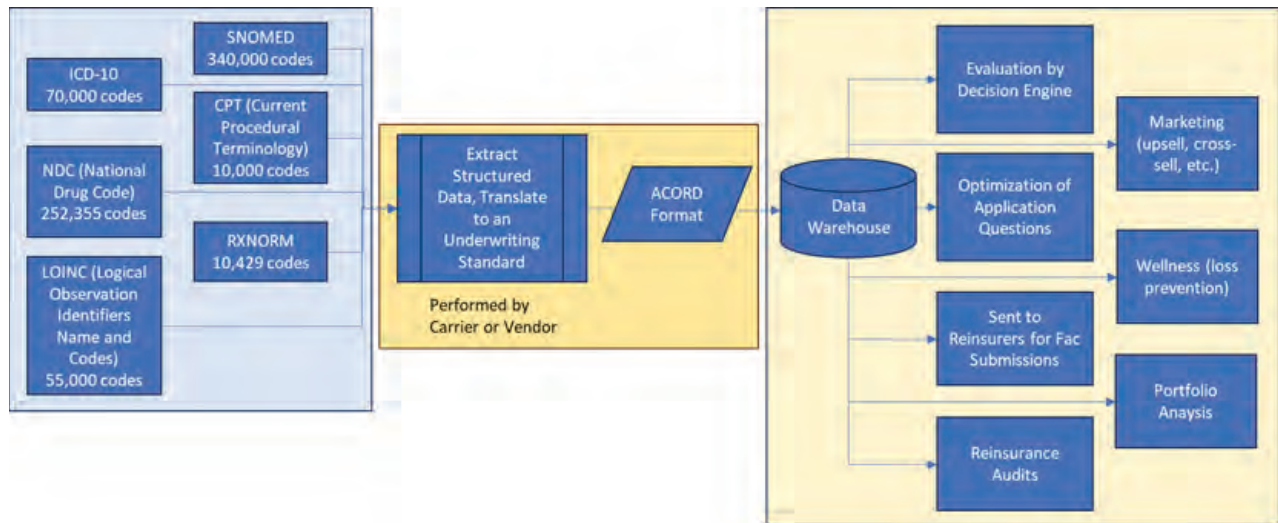 SNOMED
340,000 codes
ICD-10
70,000 codes
CPT (Current
Procedural
Terminology)
10,000 codes
NDC (National
Drug Code)
252,355 codes
RXNORM
10,429 codes
LOINC (Logical
Observation
Identifiers
Name and
Codes)
55,000 codes
Extract
Structured
Data, Translate
to an
Underwriting
Standard
Performed by
Carrier or Vendor
ACORD
Format
Data
Warehouse
Evaluation by
Decision Engine
Marketing
(upsell, cross-
sell, etc.)
Optimization of
Application
Questions
Wellness (loss
prevention)
Sent to
Reinsurers for Fac
Submissions
Portfolio
Anaysis
Reinsurance
Audits